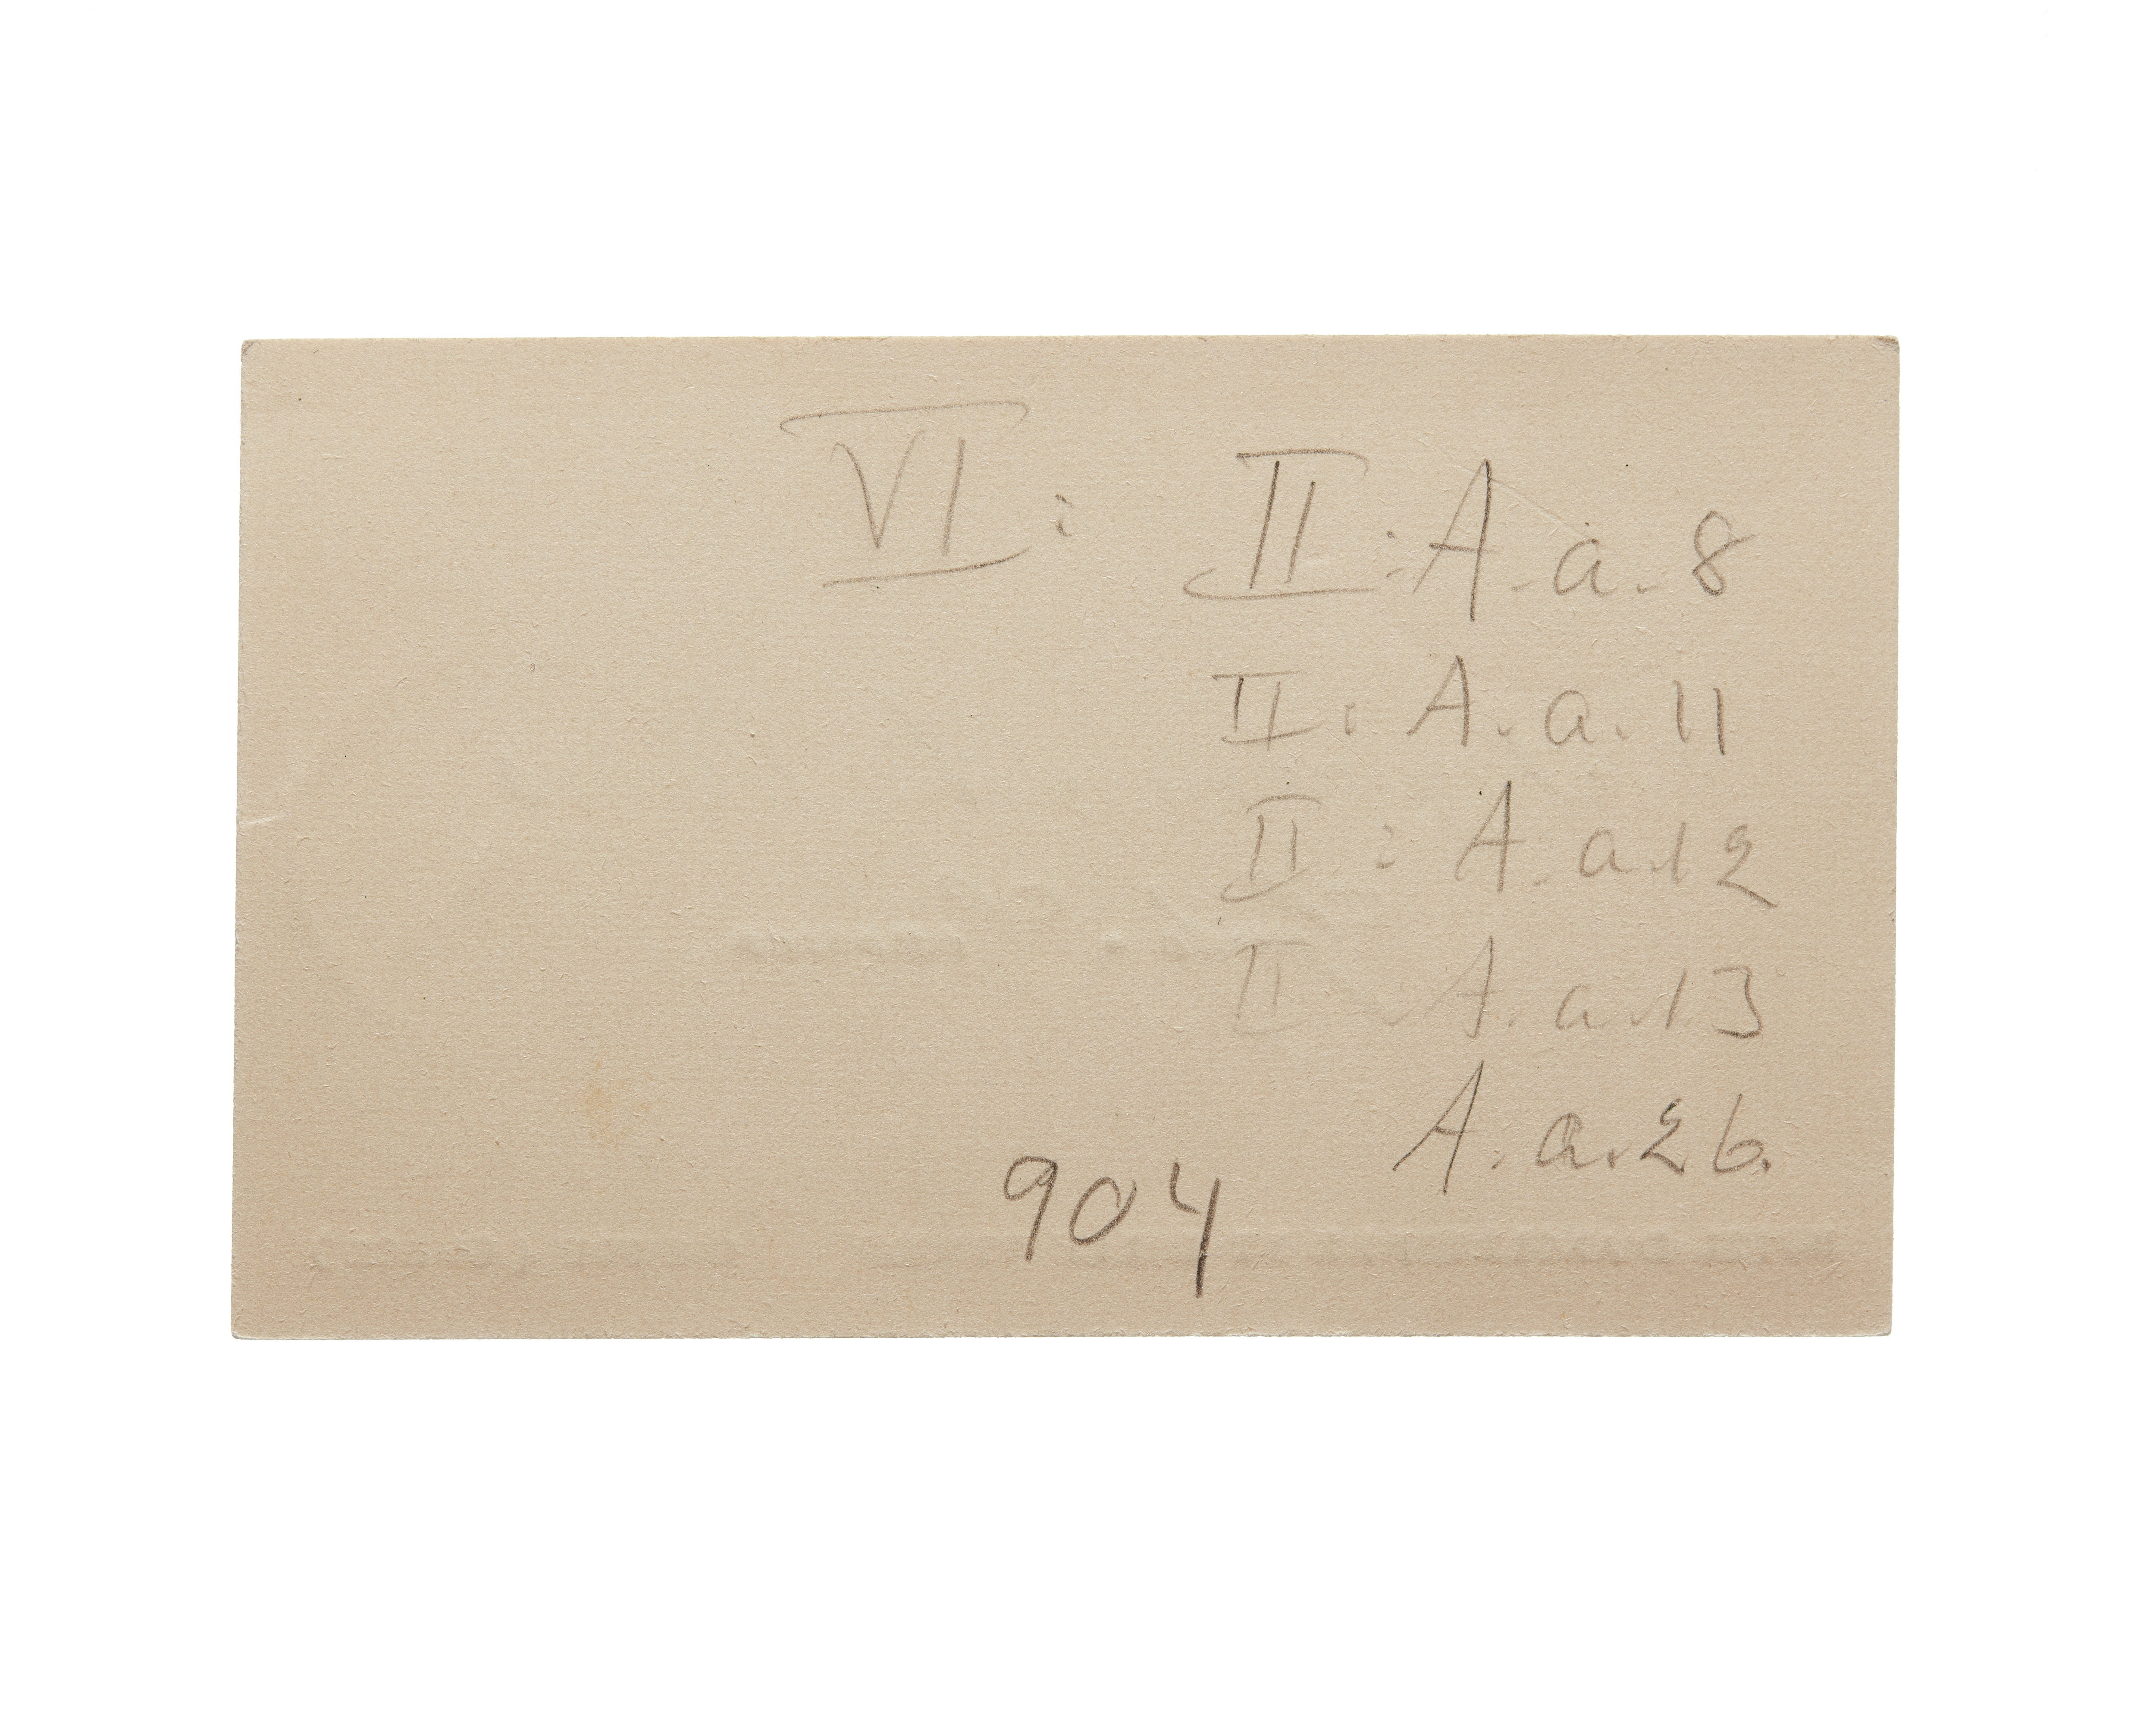 VI: II: A. a. 8
II: A. a. 11
II: A. a. 12
II A. a. 13
A. a. 26.
904